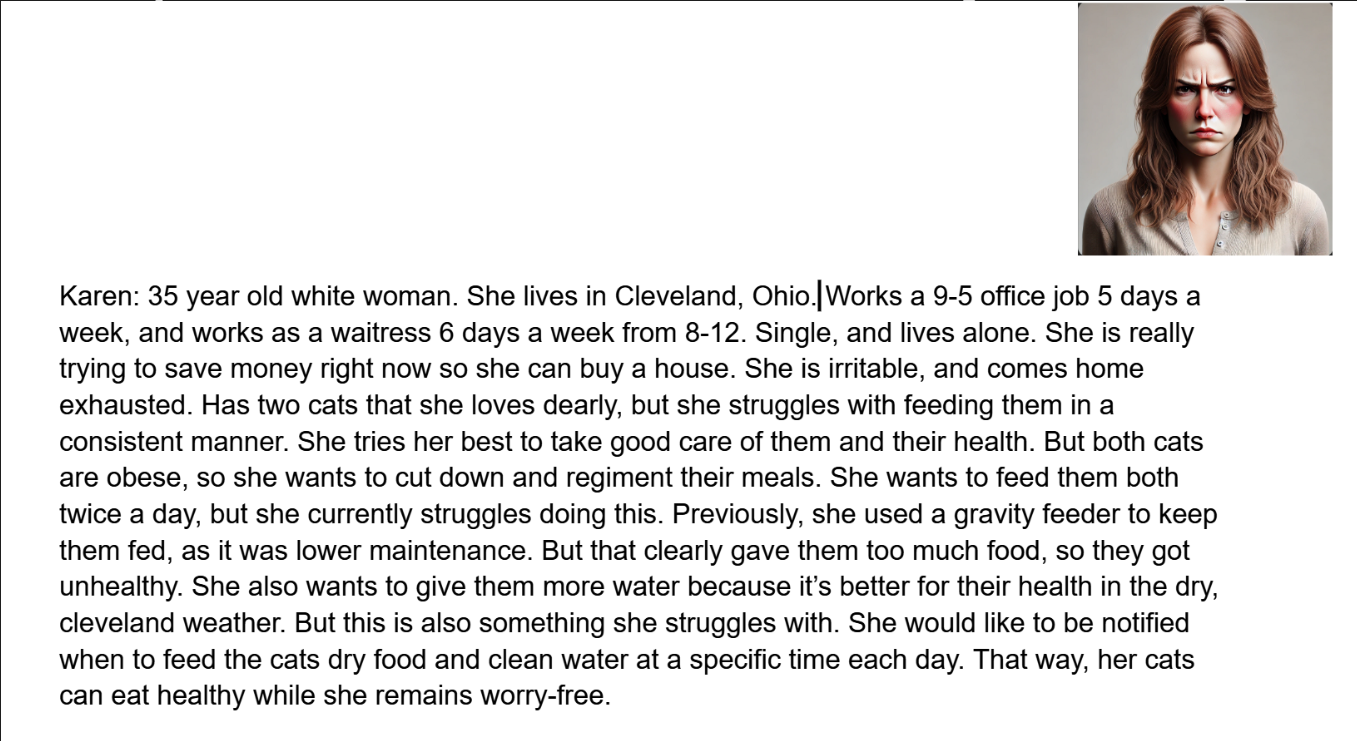 Karen: 35 year old white woman. She lives in Cleveland, Ohio. Works a 9-5 office job 5 days a
week, and works as a waitress 6 days a week from 8-12. Single, and lives alone. She is really
trying to save money right now so she can buy a house. She is irritable, and comes home
exhausted. Has two cats that she loves dearly, but she struggles with feeding them in a
consistent manner. She tries her best to take good care of them and their health. But both cats
are obese, so she wants to cut down and regiment their meals. She wants to feed them both
twice a day, but she currently struggles doing this. Previously, she used a gravity feeder to keep
them fed, as it was lower maintenance. But that clearly gave them too much food, so they got
unhealthy. She also wants to give them more water because it’s better for their health in the dry,
cleveland weather. But this is also something she struggles with. She would like to be notified
when to feed the cats dry food and clean water at a specific time each day. That way, her cats
can eat healthy while she remains worry-free.